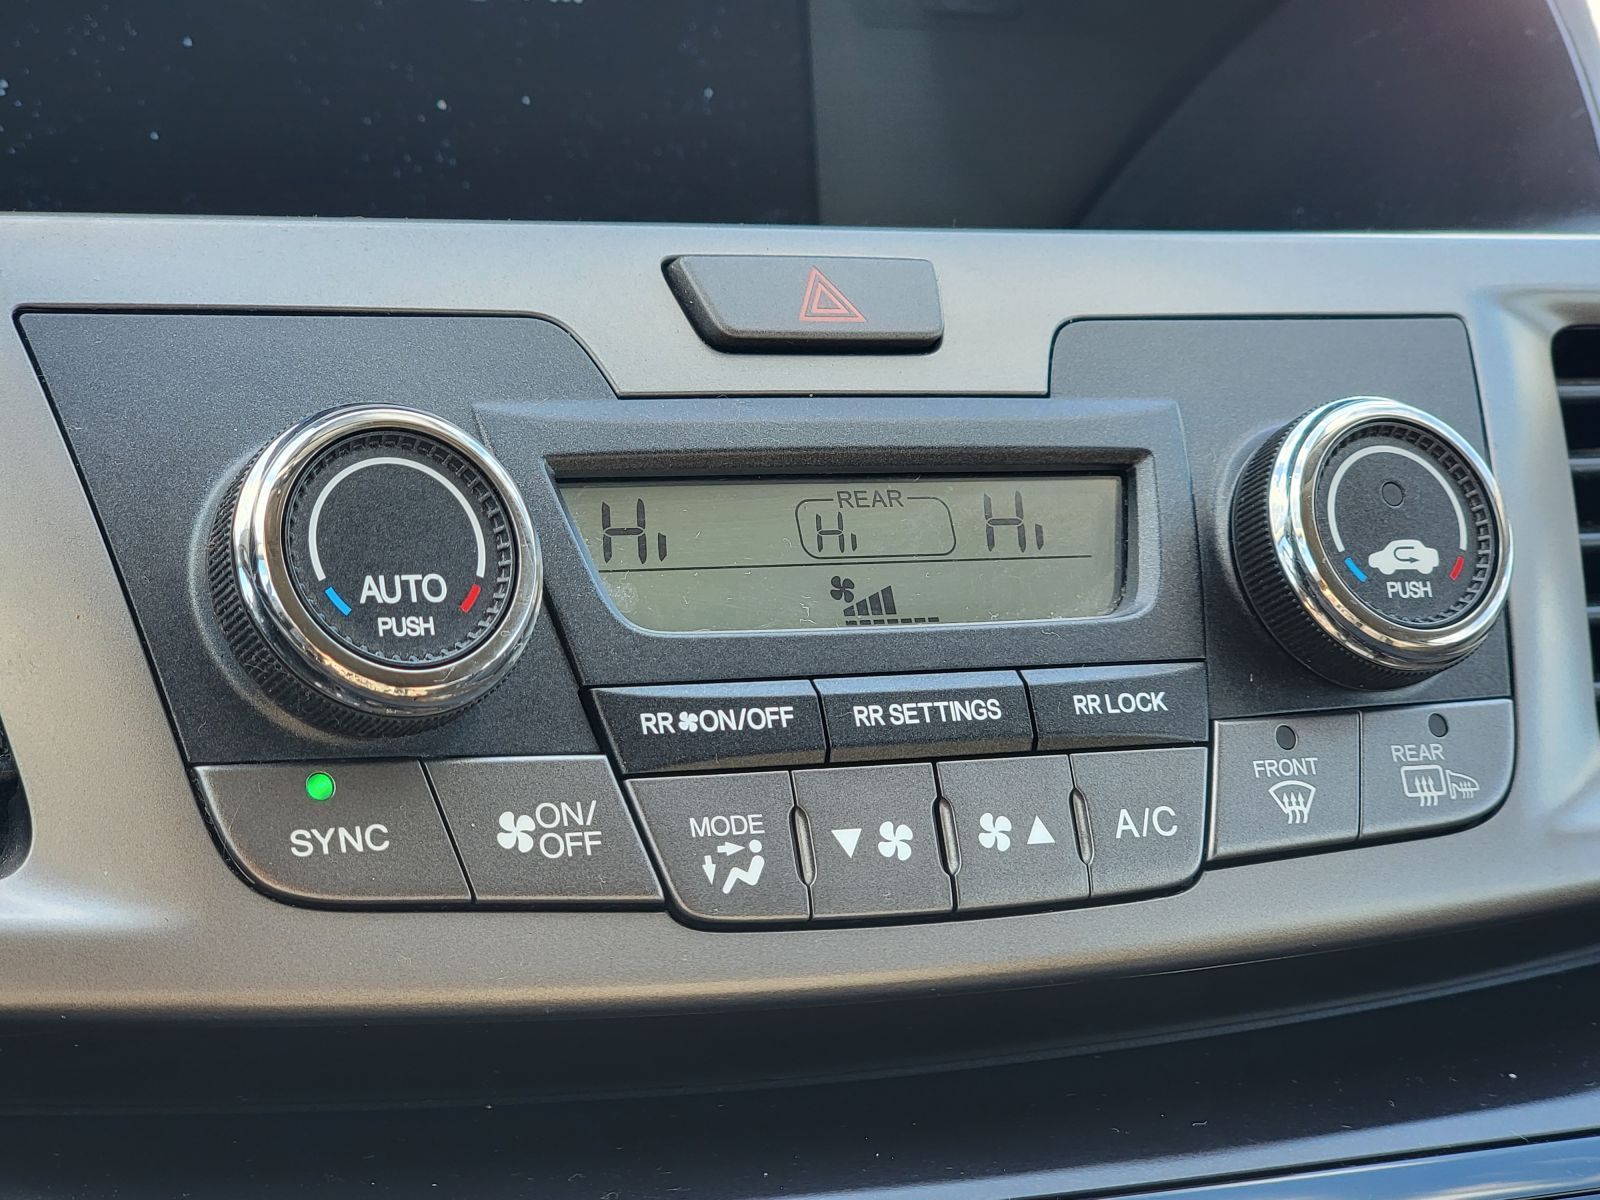 REAR
Hi Hi Hi
AUTO
PUSH
PUSH
RR ON/OFF RR SETTINGS RR LOCK
SYNC
ON/
OFF
MODE
A/C
FRONT
REAR